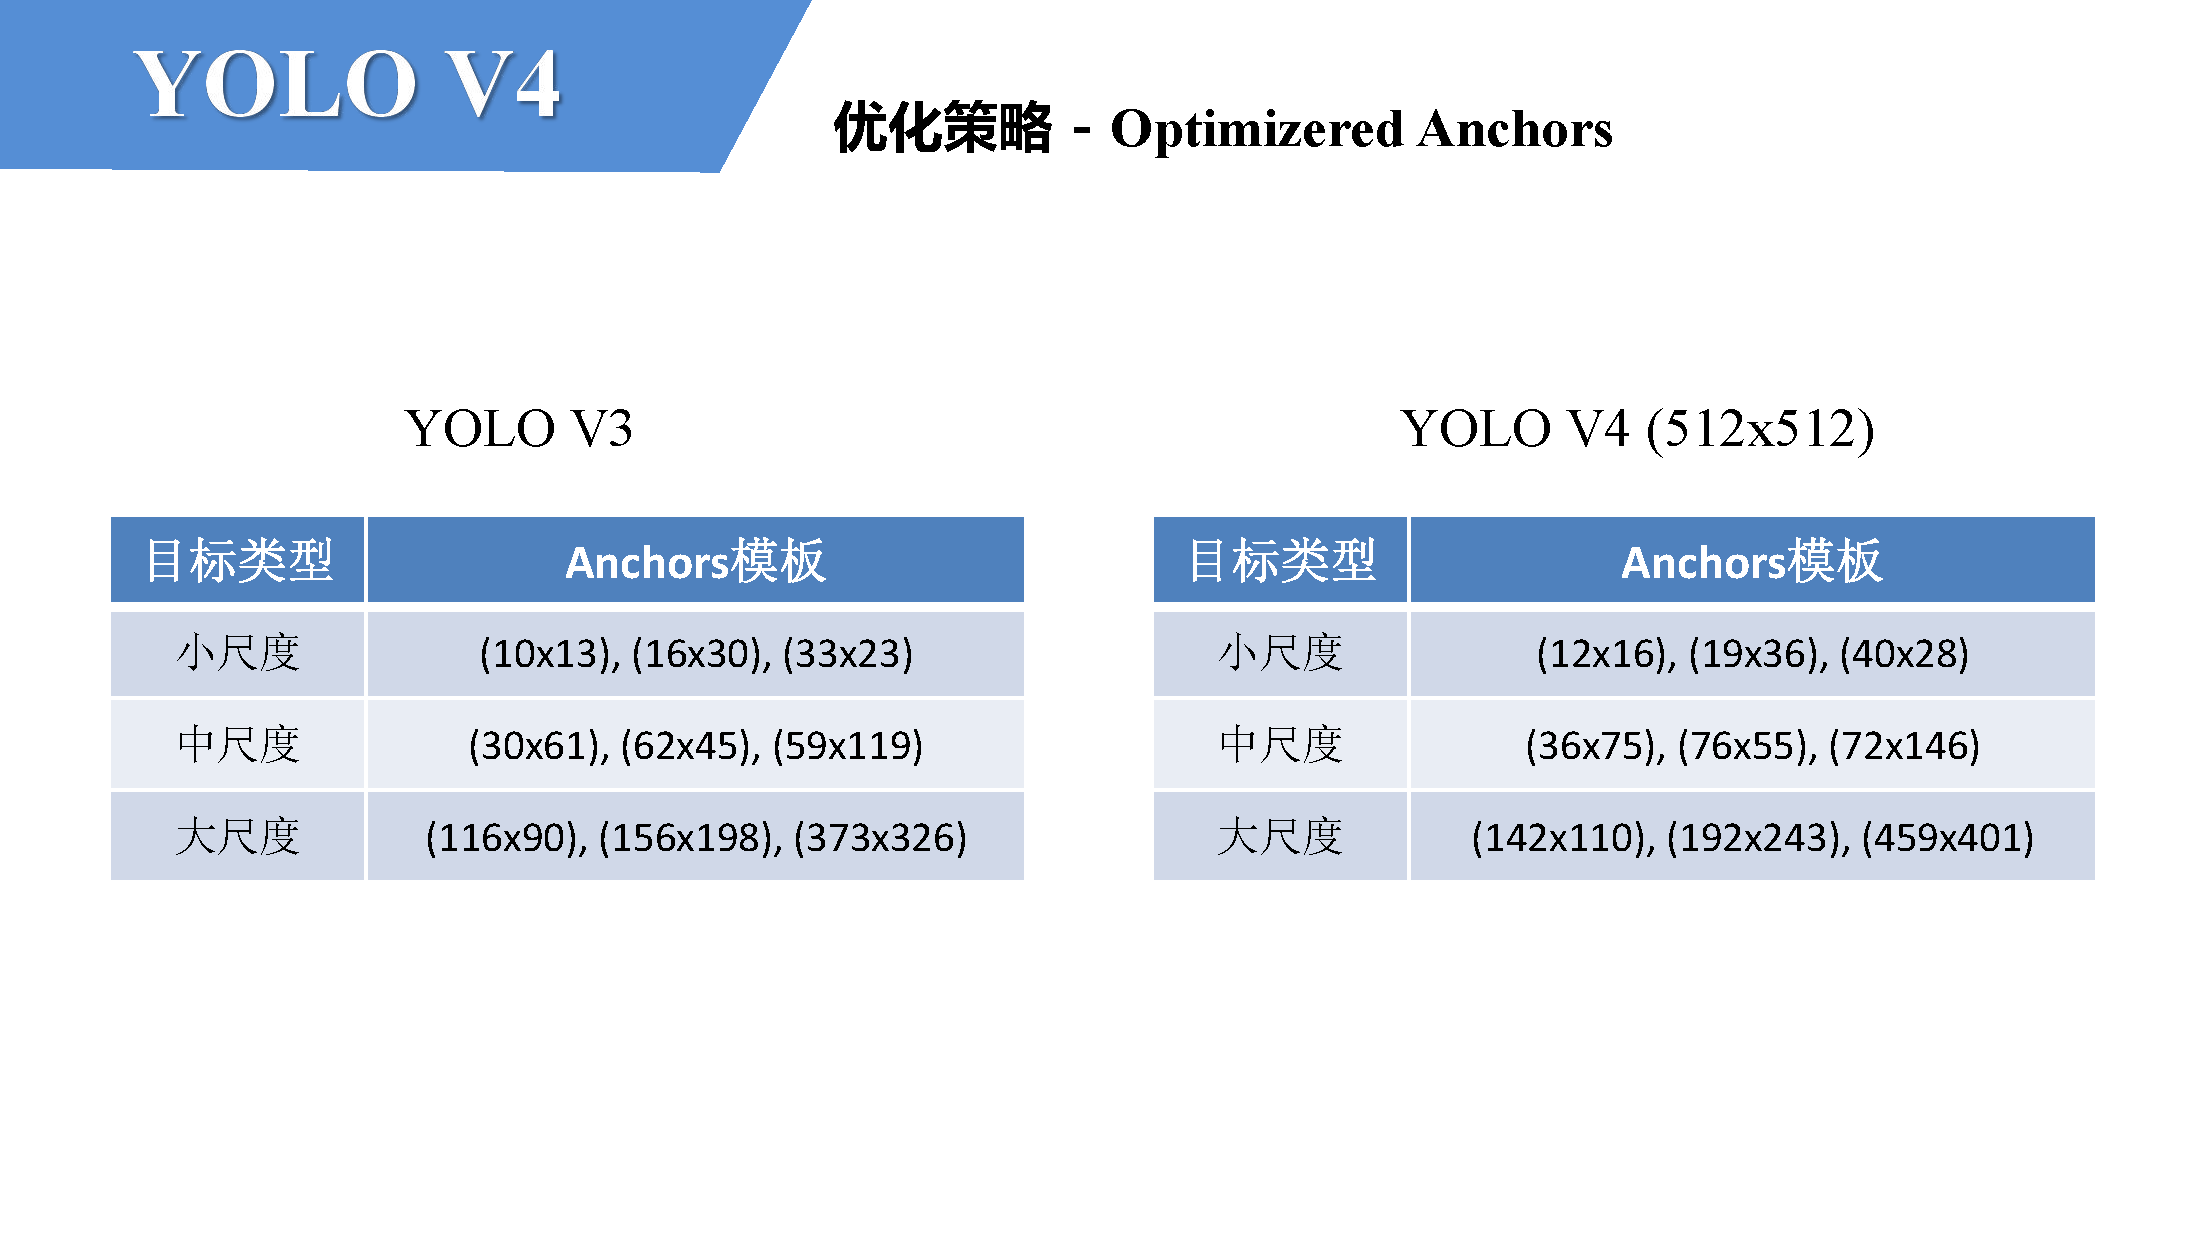 YOLO V4
优化策略 - Optimizered Anchors
YOLO V3
目标类型 Anchors模板
小尺度 (10x13), (16x30), (33x23)
中尺度 (30x61), (62x45), (59x119)
大尺度 (116x90), (156x198), (373x326)
YOLO V4 (512x512)
目标类型 Anchors模板
小尺度 (12x16), (19x36), (40x28)
中尺度 (36x75), (76x55), (72x146)
大尺度 (142x110), (192x243), (459x401)